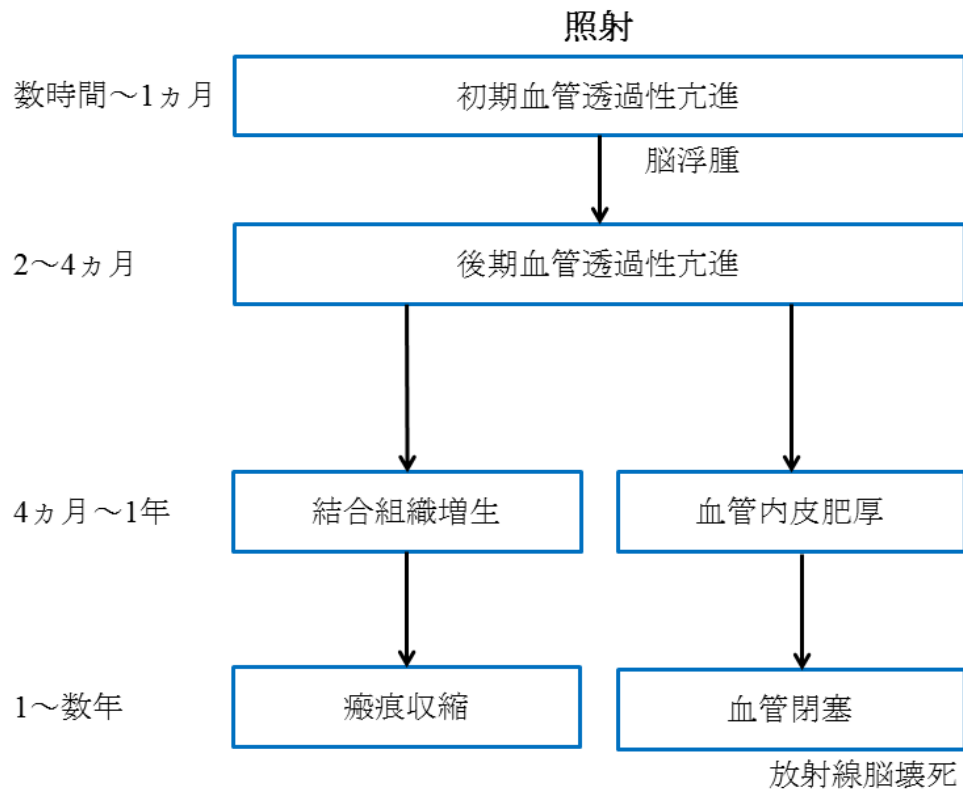 照射
数時間～1ヵ月
初期血管透過性亢進
脳浮腫
2～4ヵ月
後期血管透過性亢進
4ヵ月～1年
結合組織増生
血管内皮肥厚
1～数年
瘢痕収縮
血管閉塞
放射線脳壊死